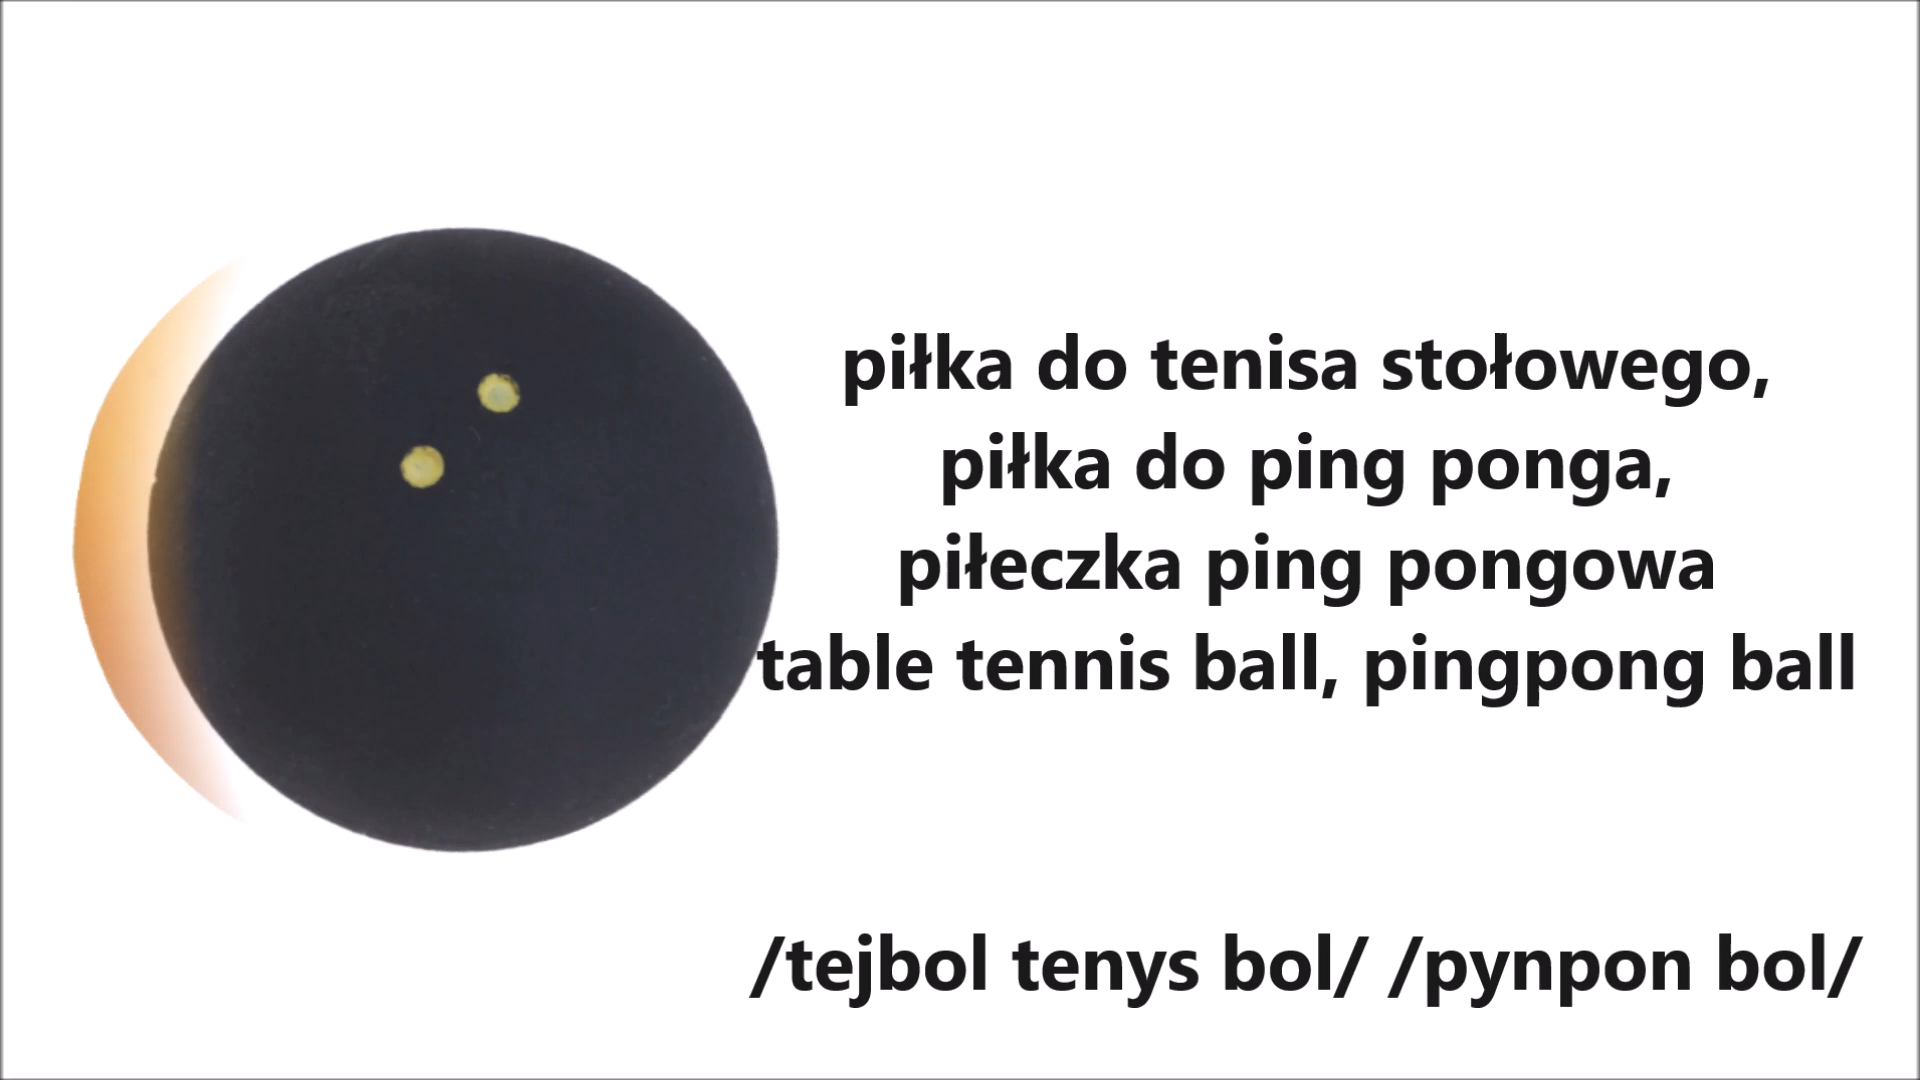 piłka do tenisa stołowego,
piłka do ping ponga,
piłeczka ping pongowa
table tennis ball, pingpong ball
/tejbol tenys bol/ /pynpon bol/